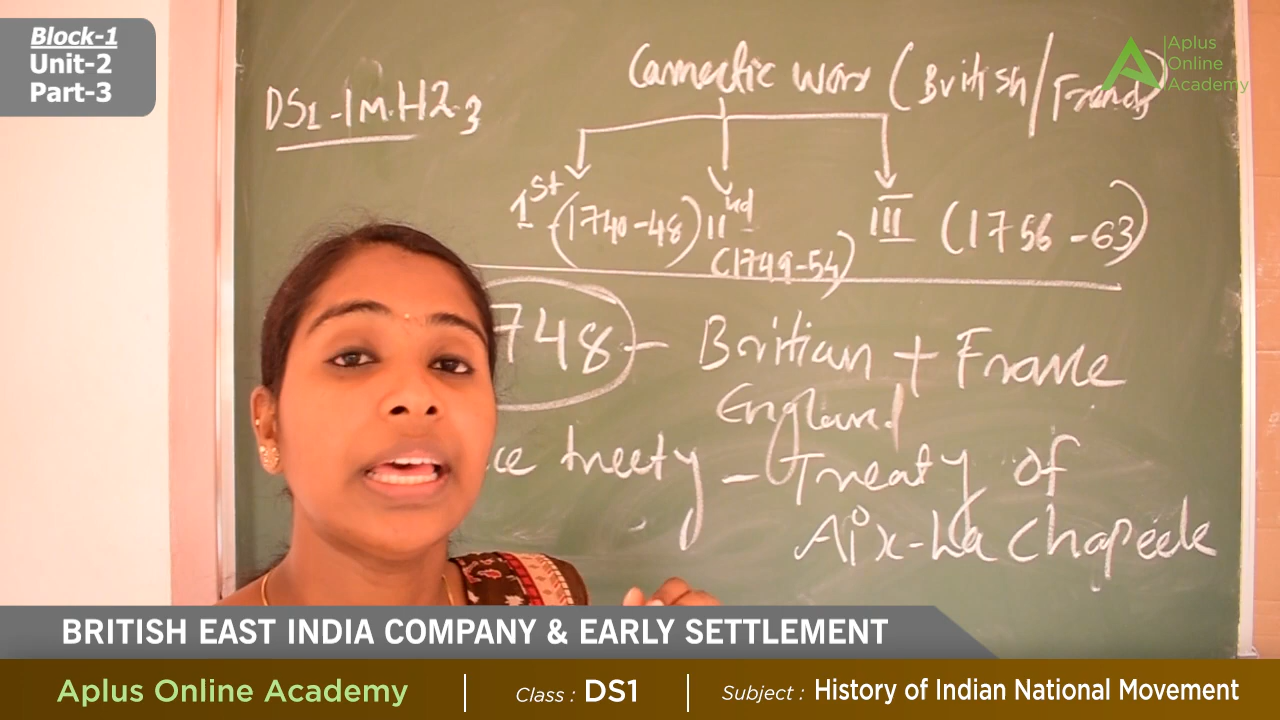 Block-1
Unit-2
Part-3
Aplus
Online
Academy
DS1-IM.H2.3
Carnectic wars (British/French)
1st (1740-48) IInd (1749-54) III (1756-63)
748 - Britian + France
England
ce treety - Treaty of
Aix-La Chapeele
BRITISH EAST INDIA COMPANY & EARLY SETTLEMENT
Aplus Online Academy | Class : DS1 | Subject : History of Indian National Movement